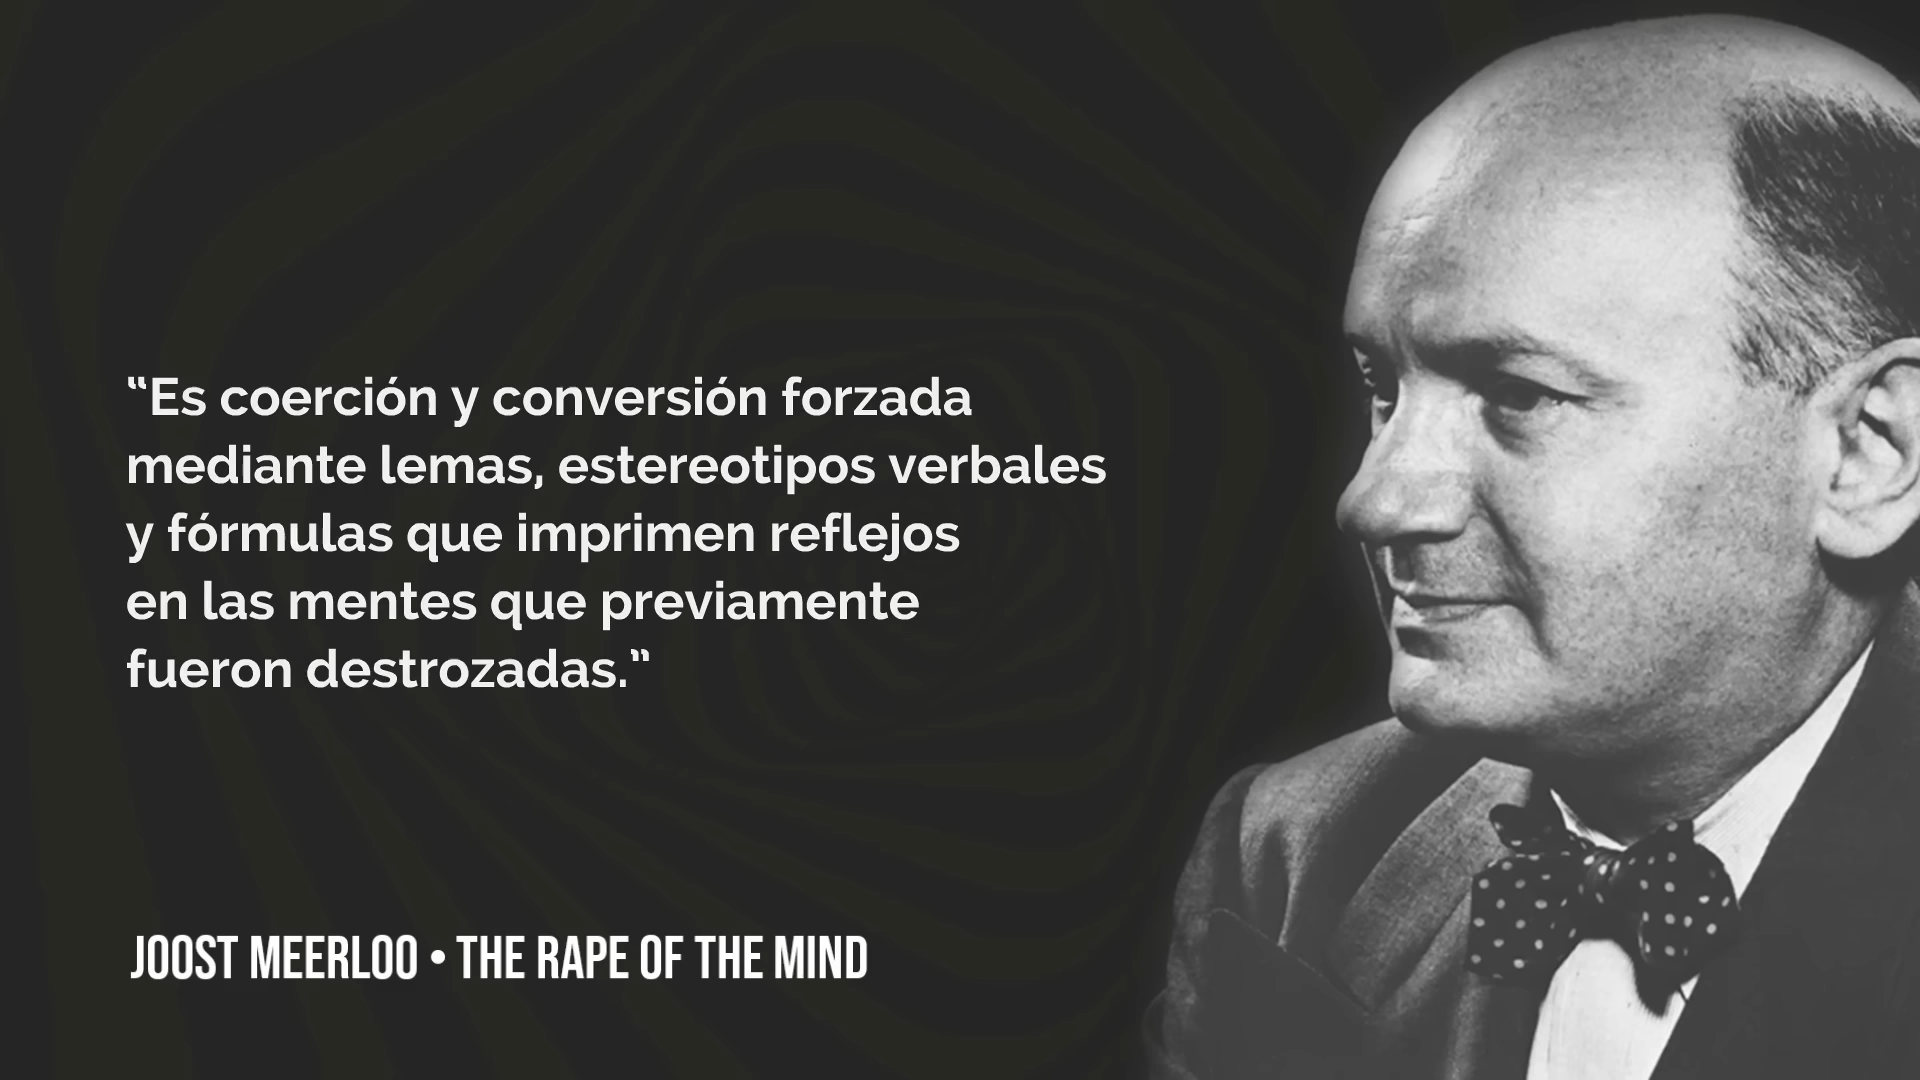 “Es coerción y conversión forzada
mediante lemas, estereotipos verbales
y fórmulas que imprimen reflejos
en las mentes que previamente
fueron destrozadas.”
JOOST MEERLOO • THE RAPE OF THE MIND